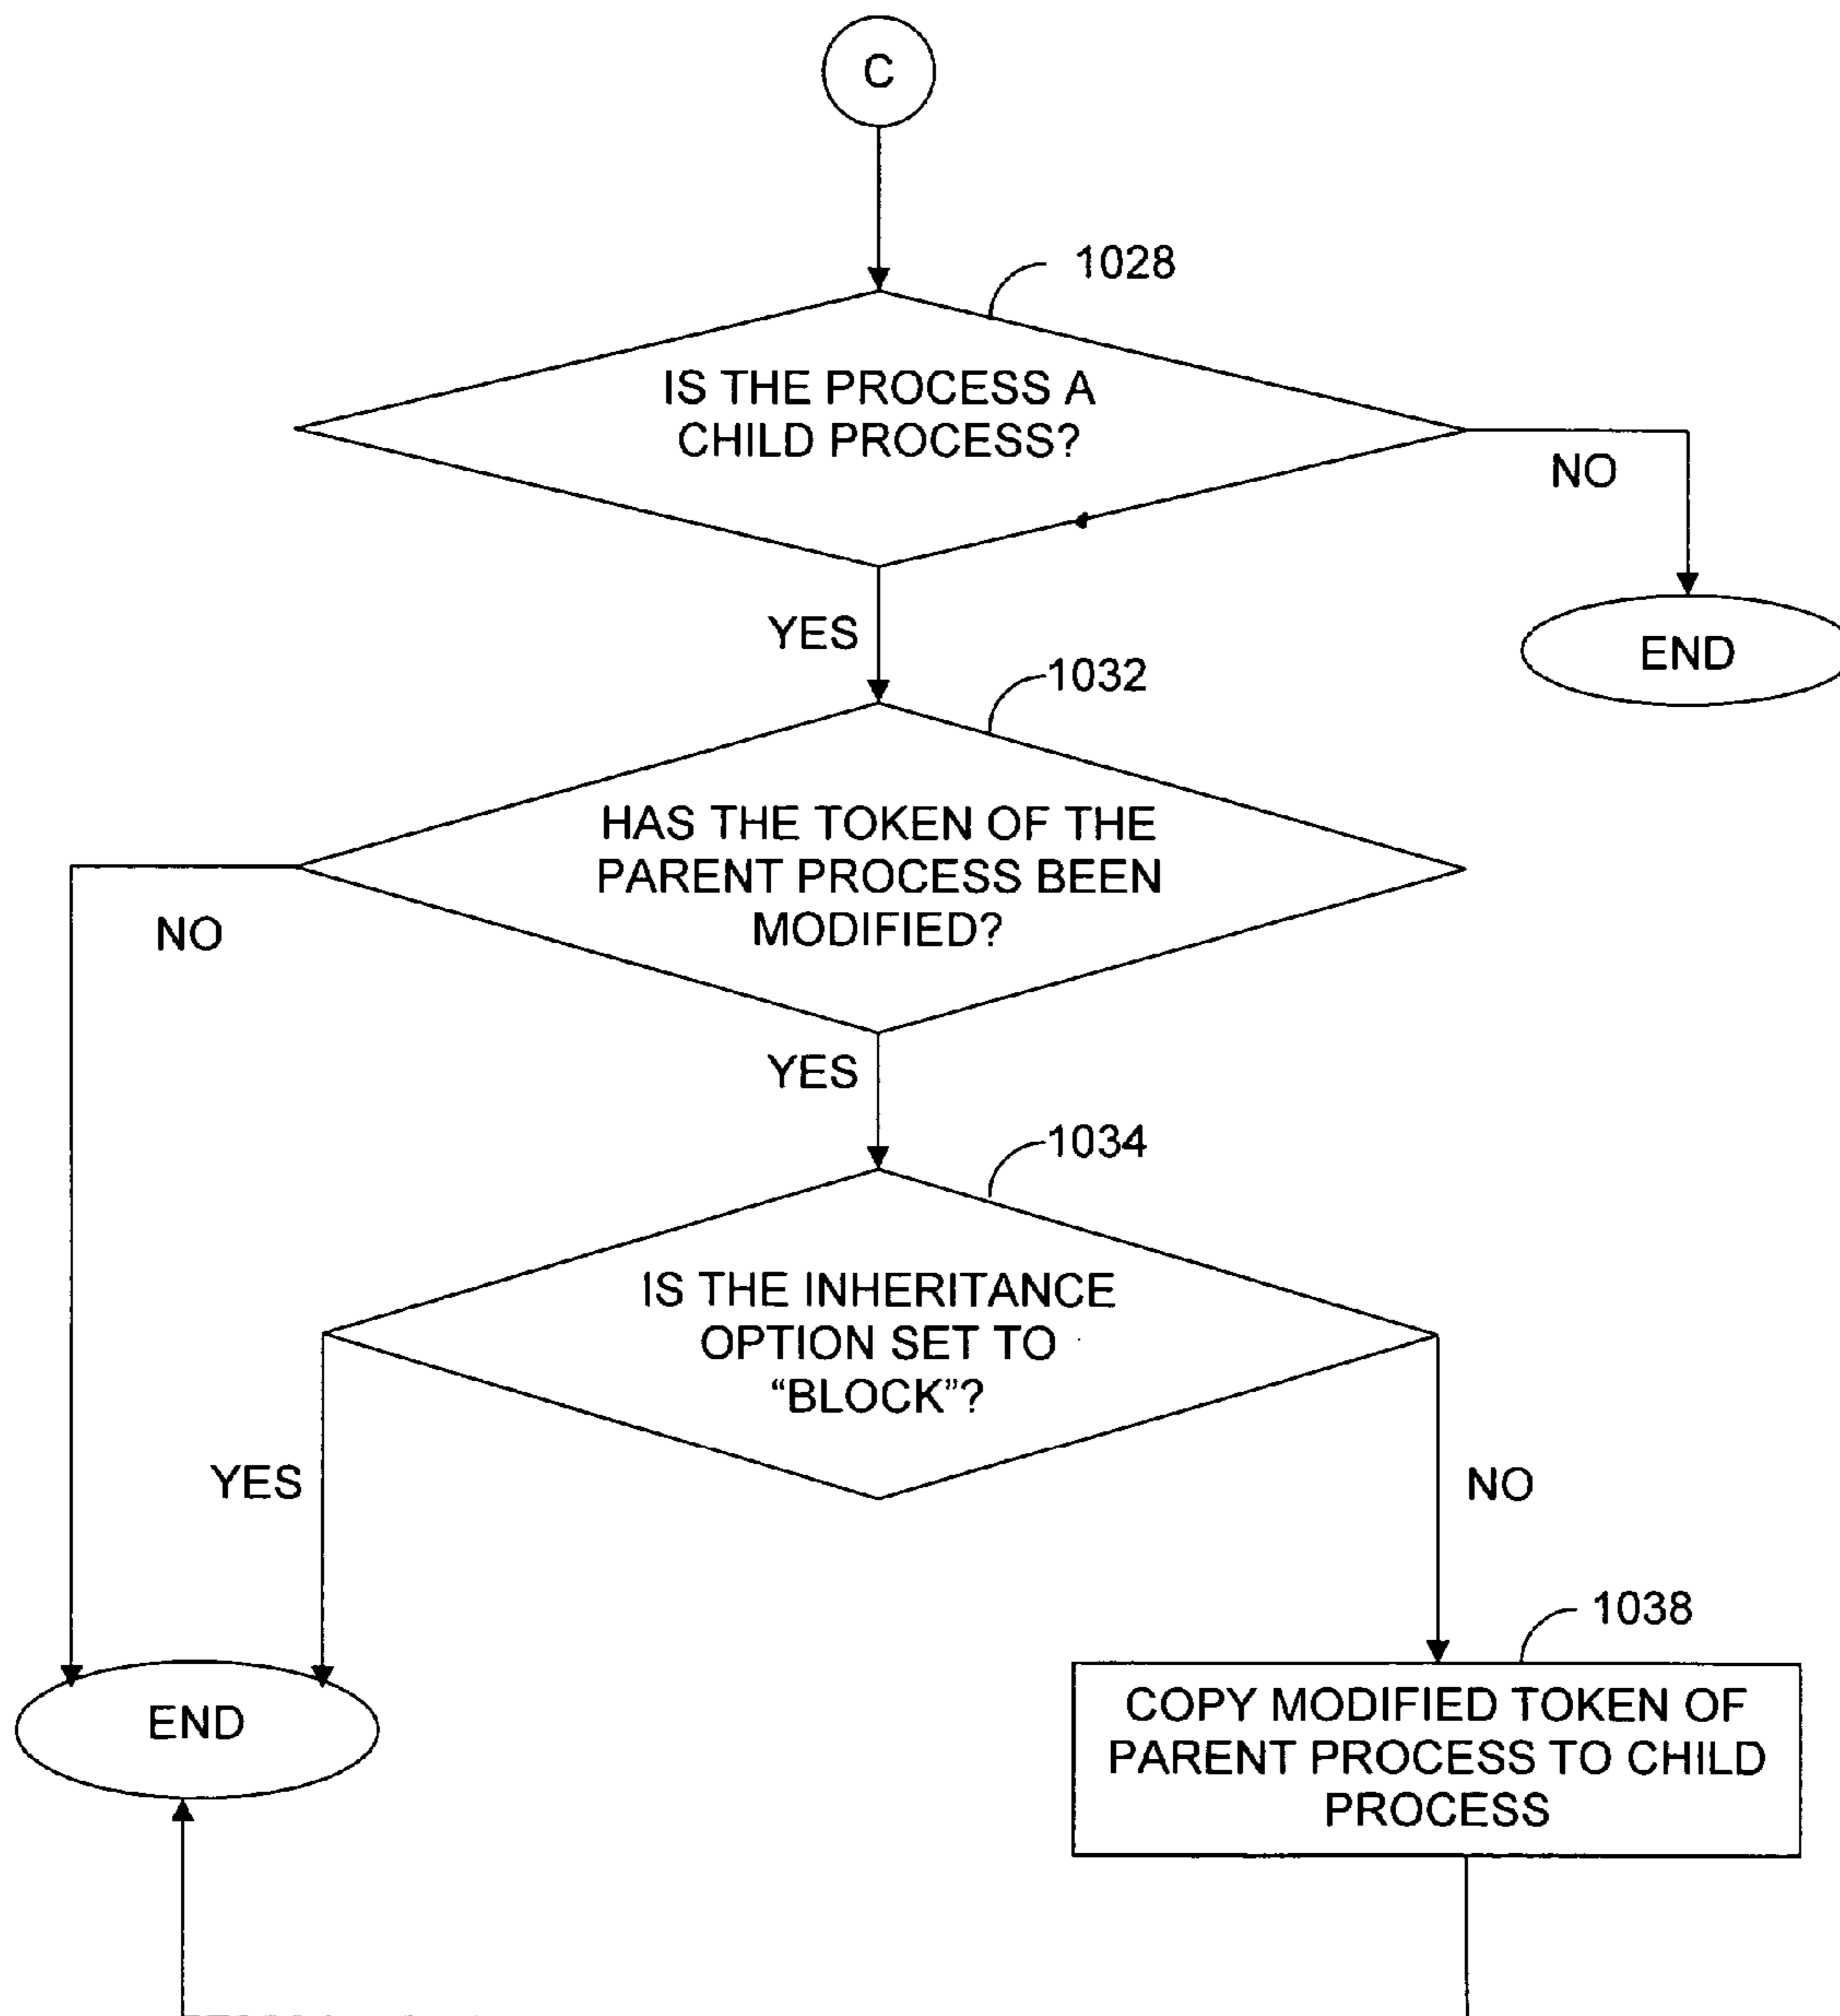 C
1028
IS THE PROCESS A
CHILD PROCESS?
NO
END
YES
1032
HAS THE TOKEN OF THE
PARENT PROCESS BEEN
MODIFIED?
NO
YES
1034
IS THE INHERITANCE
OPTION SET TO
“BLOCK”?
YES
NO
1038
END
COPY MODIFIED TOKEN OF
PARENT PROCESS TO CHILD
PROCESS